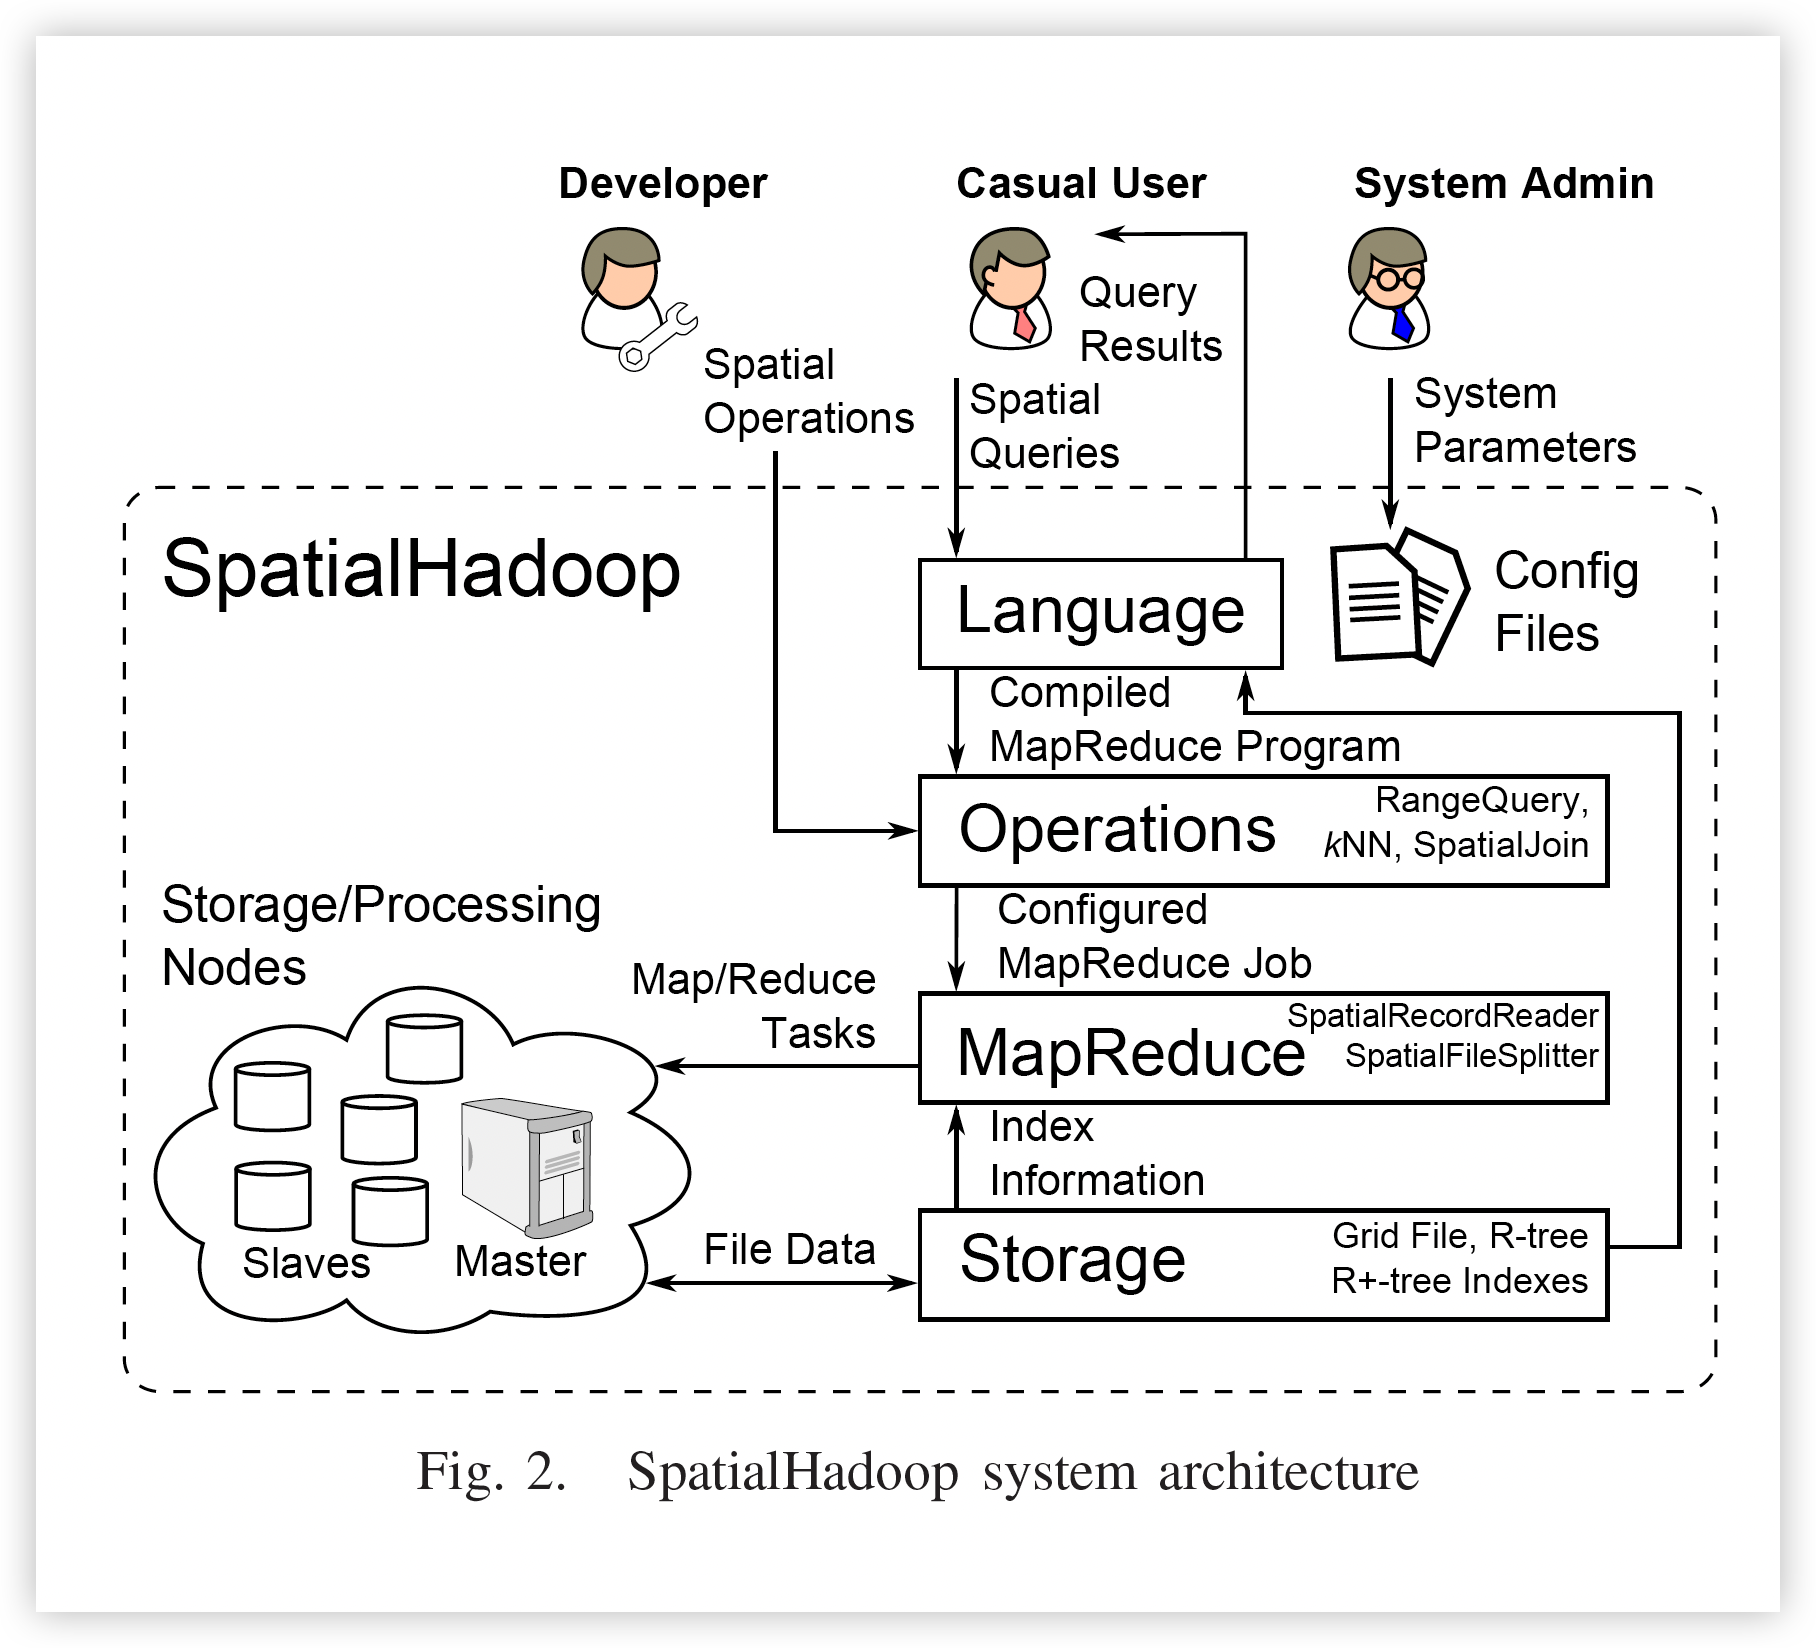 Developer
Casual User
System Admin
Query
Results
Spatial
Operations
Spatial
Queries
System
Parameters
SpatialHadoop
Language
Config
Files
Compiled
MapReduce Program
Operations
RangeQuery,
kNN, SpatialJoin
Storage/Processing
Nodes
Configured
MapReduce Job
Map/Reduce
Tasks
MapReduce
SpatialRecordReader
SpatialFileSplitter
Index
Information
Slaves
Master
File Data
Storage
Grid File, R-tree
R+-tree Indexes
Fig. 2. SpatialHadoop system architecture